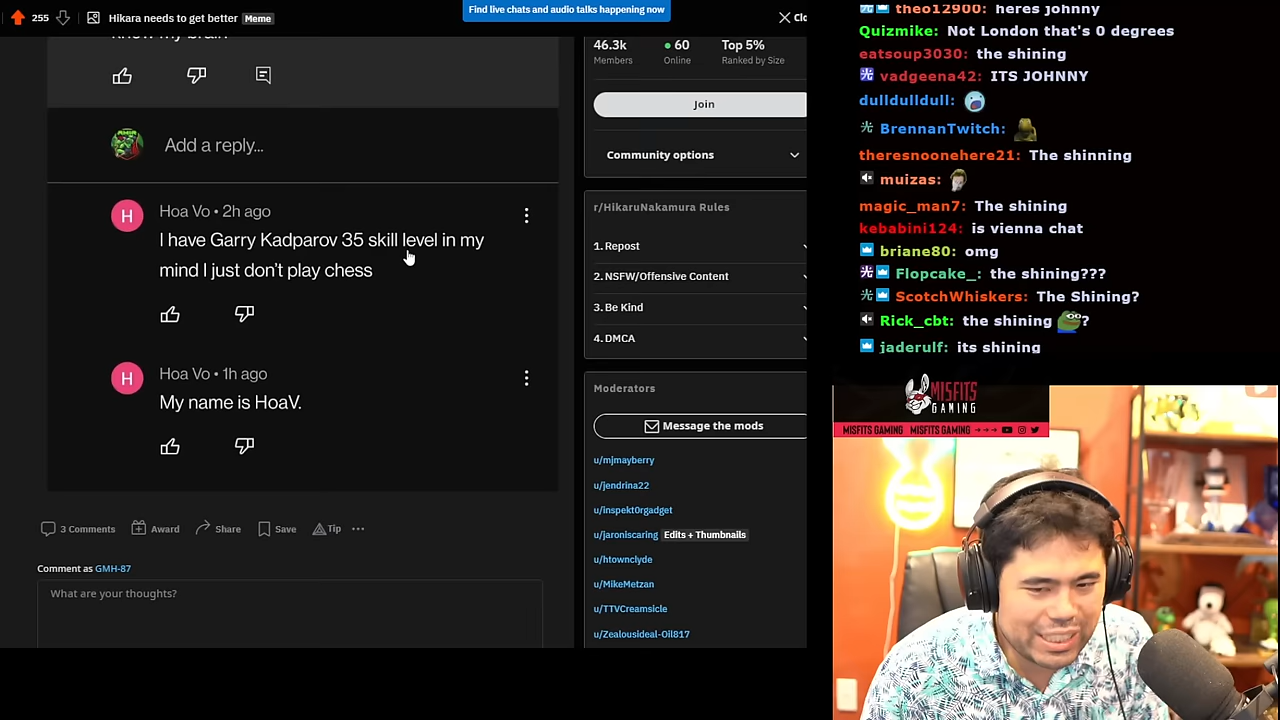 255
Hikara needs to get better Meme
Find live chats and audio talks happening now
know my brain
Add a reply...
H
Hoa Vo • 2h ago
I have Garry Kadparov 35 skill level in my
mind I just don't play chess
H
Hoa Vo • 1h ago
My name is HoaV.
3 Comments
Award
Share
Save
Tip
Comment as GMH-87
What are your thoughts?
46.3k
Members
60
Online
Top 5%
Ranked by Size
Join
Community options
r/HikaruNakamura Rules
1. Repost
2. NSFW/Offensive Content
3. Be Kind
4. DMCA
Moderators
Message the mods
u/mjmayberry
u/jendrina22
u/inspekt0rgadget
u/jaroniscaring Edits + Thumbnails
u/htownclyde
u/MikeMetzan
u/TTVCreamsicle
u/Zealousideal-Oil817
theo12900: heres johnny
Quizmike: Not London that's 0 degrees
eatsoup3030: the shining
光 vadgeena42: ITS JOHNNY
dulldulldull:
光 BrennanTwitch:
theresnoonehere21: The shinning
muizas:
magic_man7: The shining
kebabini124: is vienna chat
briane80: omg
光 Flopcake_: the shining???
光 ScotchWhiskers: The Shining?
Rick_cbt: the shining ?
jaderulf: its shining
MISFITS
GAMING
MISFITS GAMING MISFITS GAMING